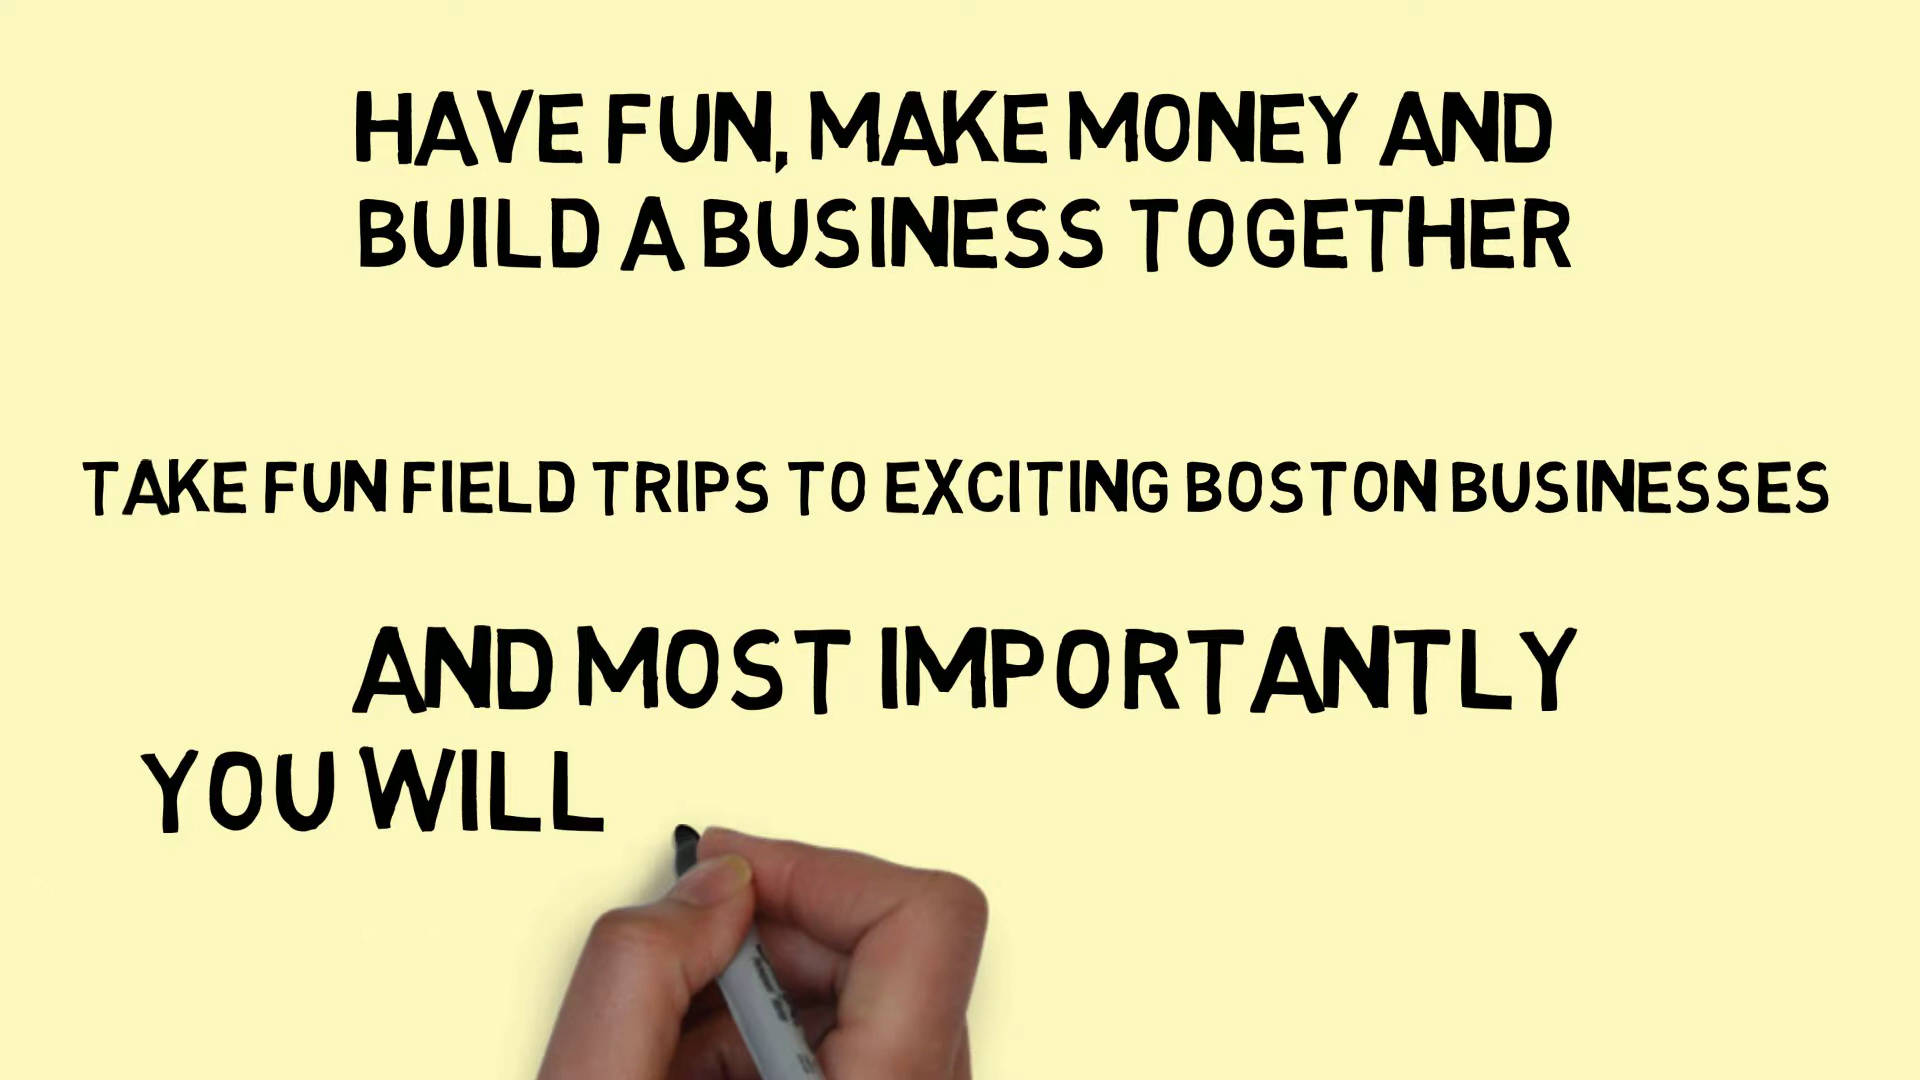 HAVE FUN, MAKE MONEY AND
BUILD A BUSINESS TOGETHER
TAKE FUN FIELD TRIPS TO EXCITING BOSTON BUSINESSES
AND MOST IMPORTANTLY
YOU WILL